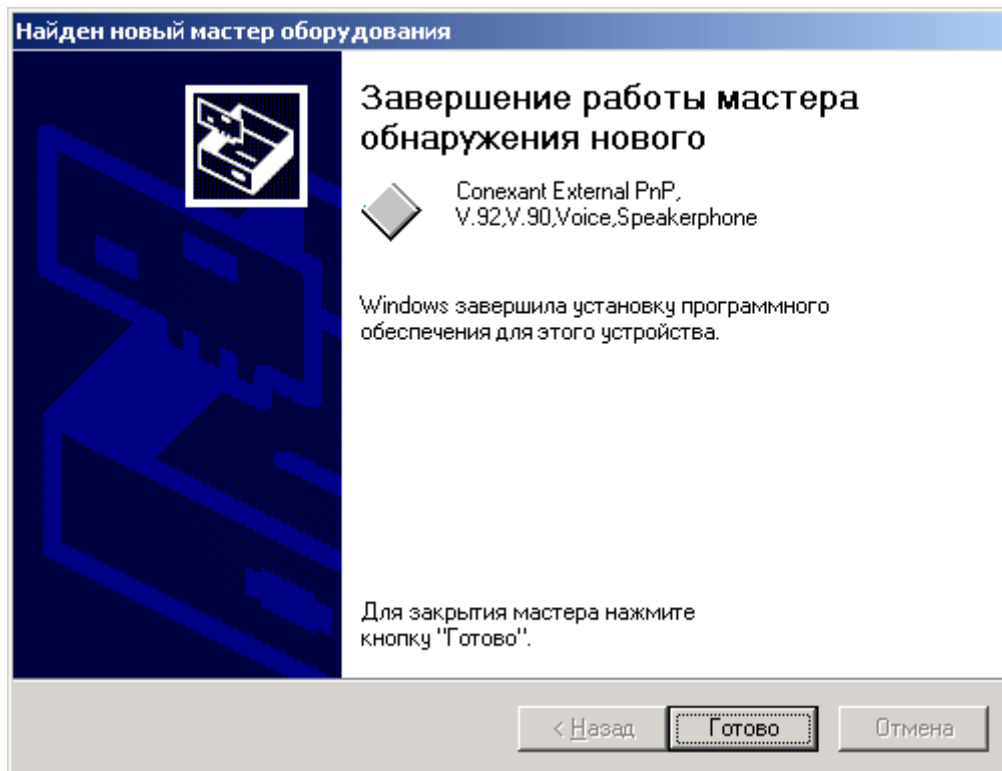 Найден новый мастер оборудования
Завершение работы мастера
обнаружения нового
Conexant External PnP,
V.92,V.90,Voice,Speakerphone
Windows завершила установку программного
обеспечения для этого устройства.
Для закрытия мастера нажмите
кнопку "Готово".
< Назад
Готово
Отмена